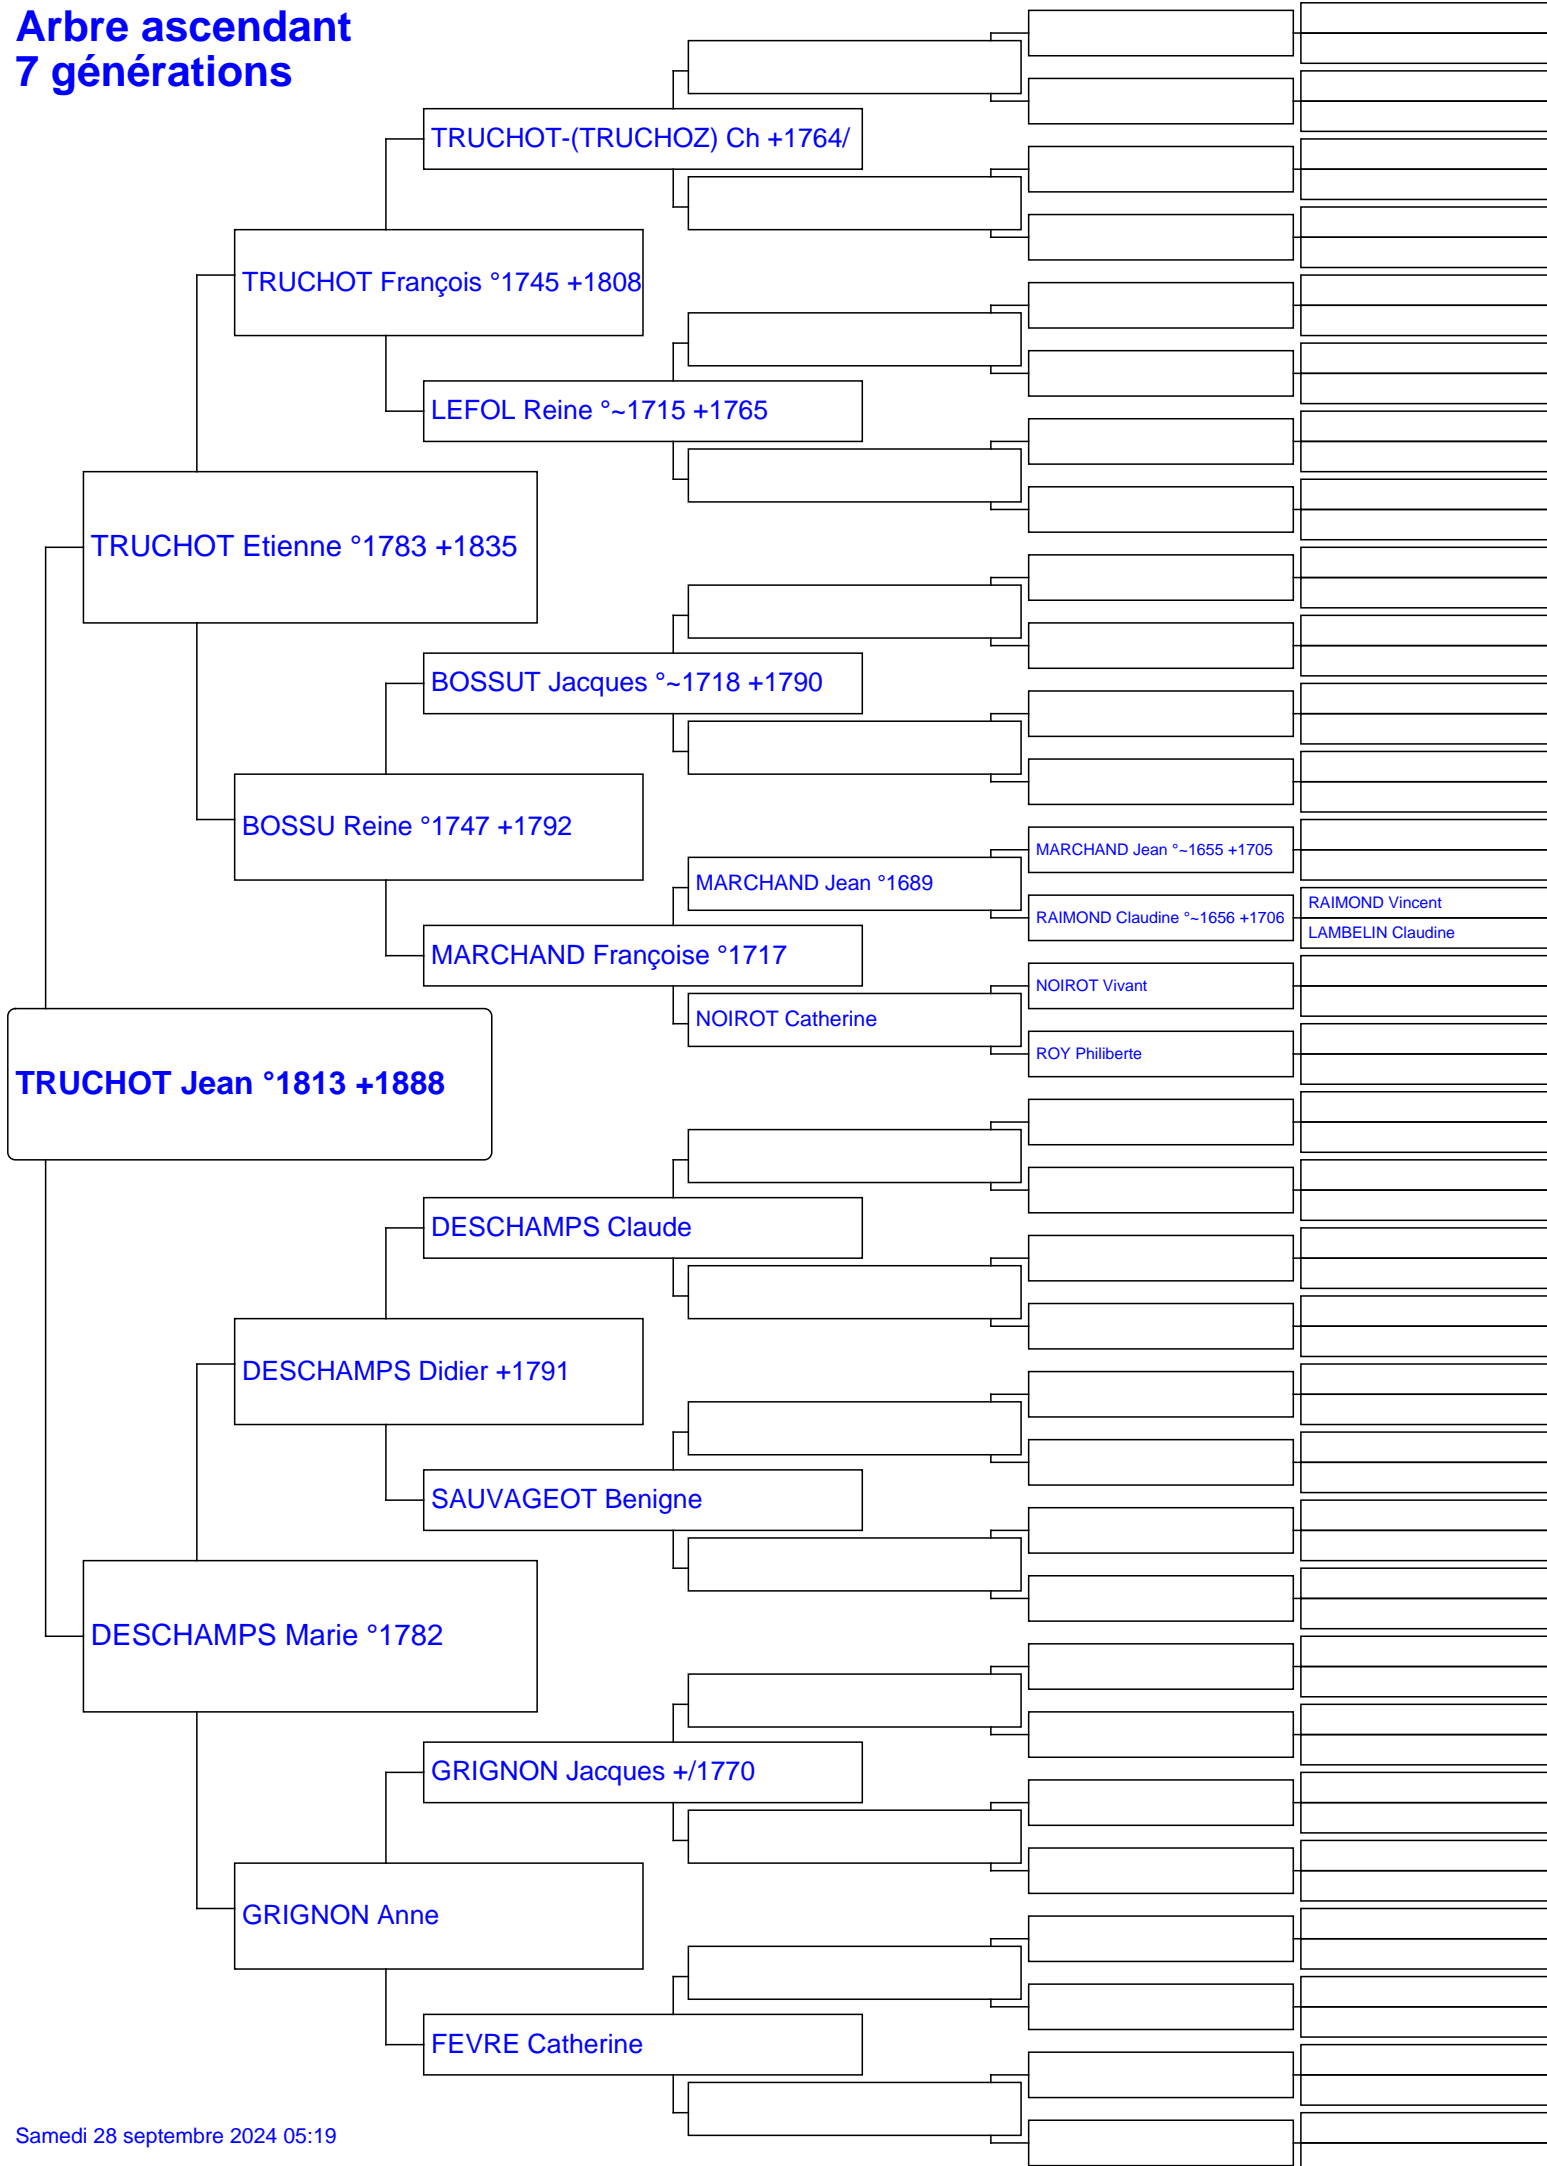 Arbre ascendant
7 générations
TRUCHOT-(TRUCHOZ) Ch +1764/
TRUCHOT François °1745 +1808
LEFOL Reine °~1715 +1765
TRUCHOT Etienne °1783 +1835
BOSSUT Jacques °~1718 +1790
BOSSU Reine °1747 +1792
MARCHAND Jean °~1655 +1705
MARCHAND Jean °1689
RAIMOND Vincent
RAIMOND Claudine °~1656 +1706
LAMBELIN Claudine
MARCHAND Françoise °1717
NOIROT Vivant
NOIROT Catherine
ROY Philiberte
TRUCHOT Jean °1813 +1888
DESCHAMPS Claude
DESCHAMPS Didier +1791
SAUVAGEOT Benigne
DESCHAMPS Marie °1782
GRIGNON Jacques +/1770
GRIGNON Anne
FEVRE Catherine
Samedi 28 septembre 2024 05:19